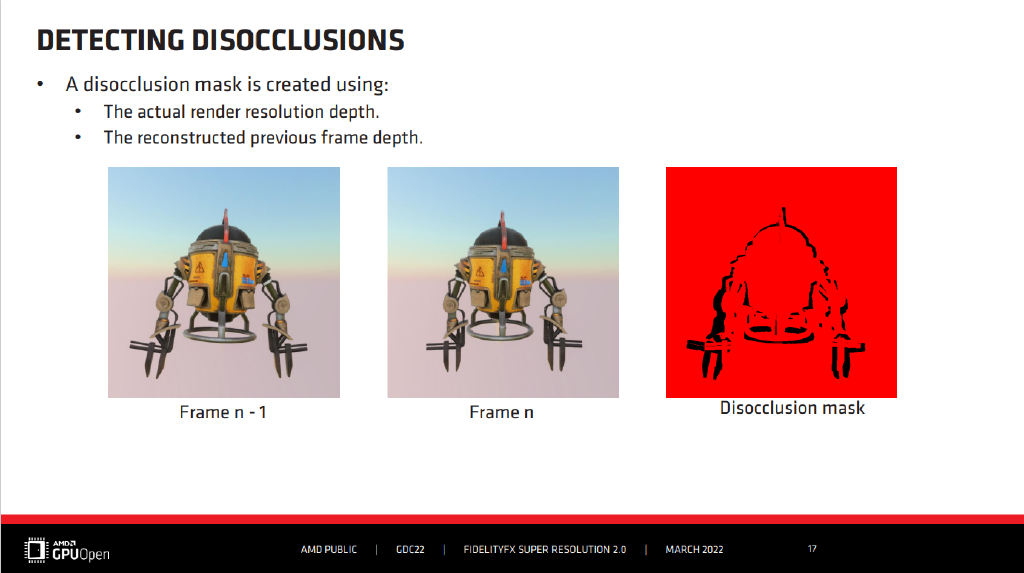 DETECTING DISOCCLUSIONS
• A disocclusion mask is created using:
• The actual render resolution depth.
• The reconstructed previous frame depth.
Frame n - 1
Frame n
Disocclusion mask
AMD
GPUOpen
AMD PUBLIC | GDC22 | FIDELITYFX SUPER RESOLUTION 2.0 | MARCH 2022
17